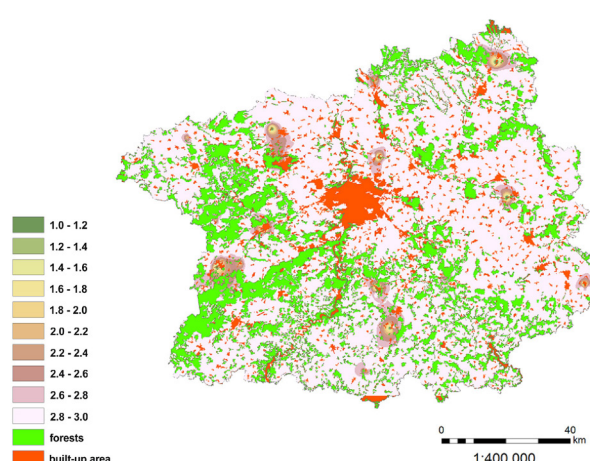 1.0 - 1.2
1.2 - 1.4
1.4 - 1.6
1.6 - 1.8
1.8 - 2.0
2.0 - 2.2
2.2 - 2.4
2.4 - 2.6
2.6 - 2.8
2.8 - 3.0
forests
built-up area
0 40
km
1:400 000